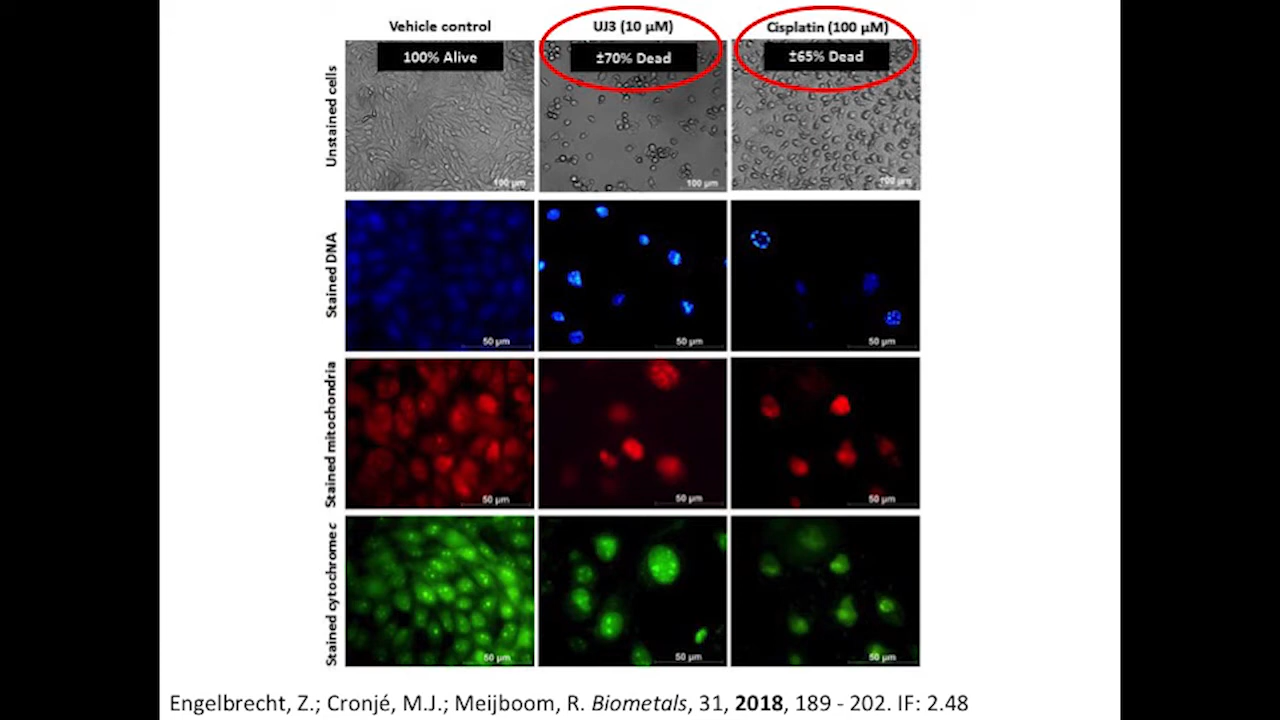 Vehicle control
UJ3 (10 µM)
Cisplatin (100 µM)
100% Alive
±70% Dead
±65% Dead
Unstained cells
100 µm
100 µm
100 µm
Stained DNA
50 µm
50 µm
50 µm
Stained mitochondria
50 µm
50 µm
50 µm
Stained cytochrome c
50 µm
50 µm
50 µm
Engelbrecht, Z.; Cronjé, M.J.; Meijboom, R. Biometals, 31, 2018, 189 - 202. IF: 2.48